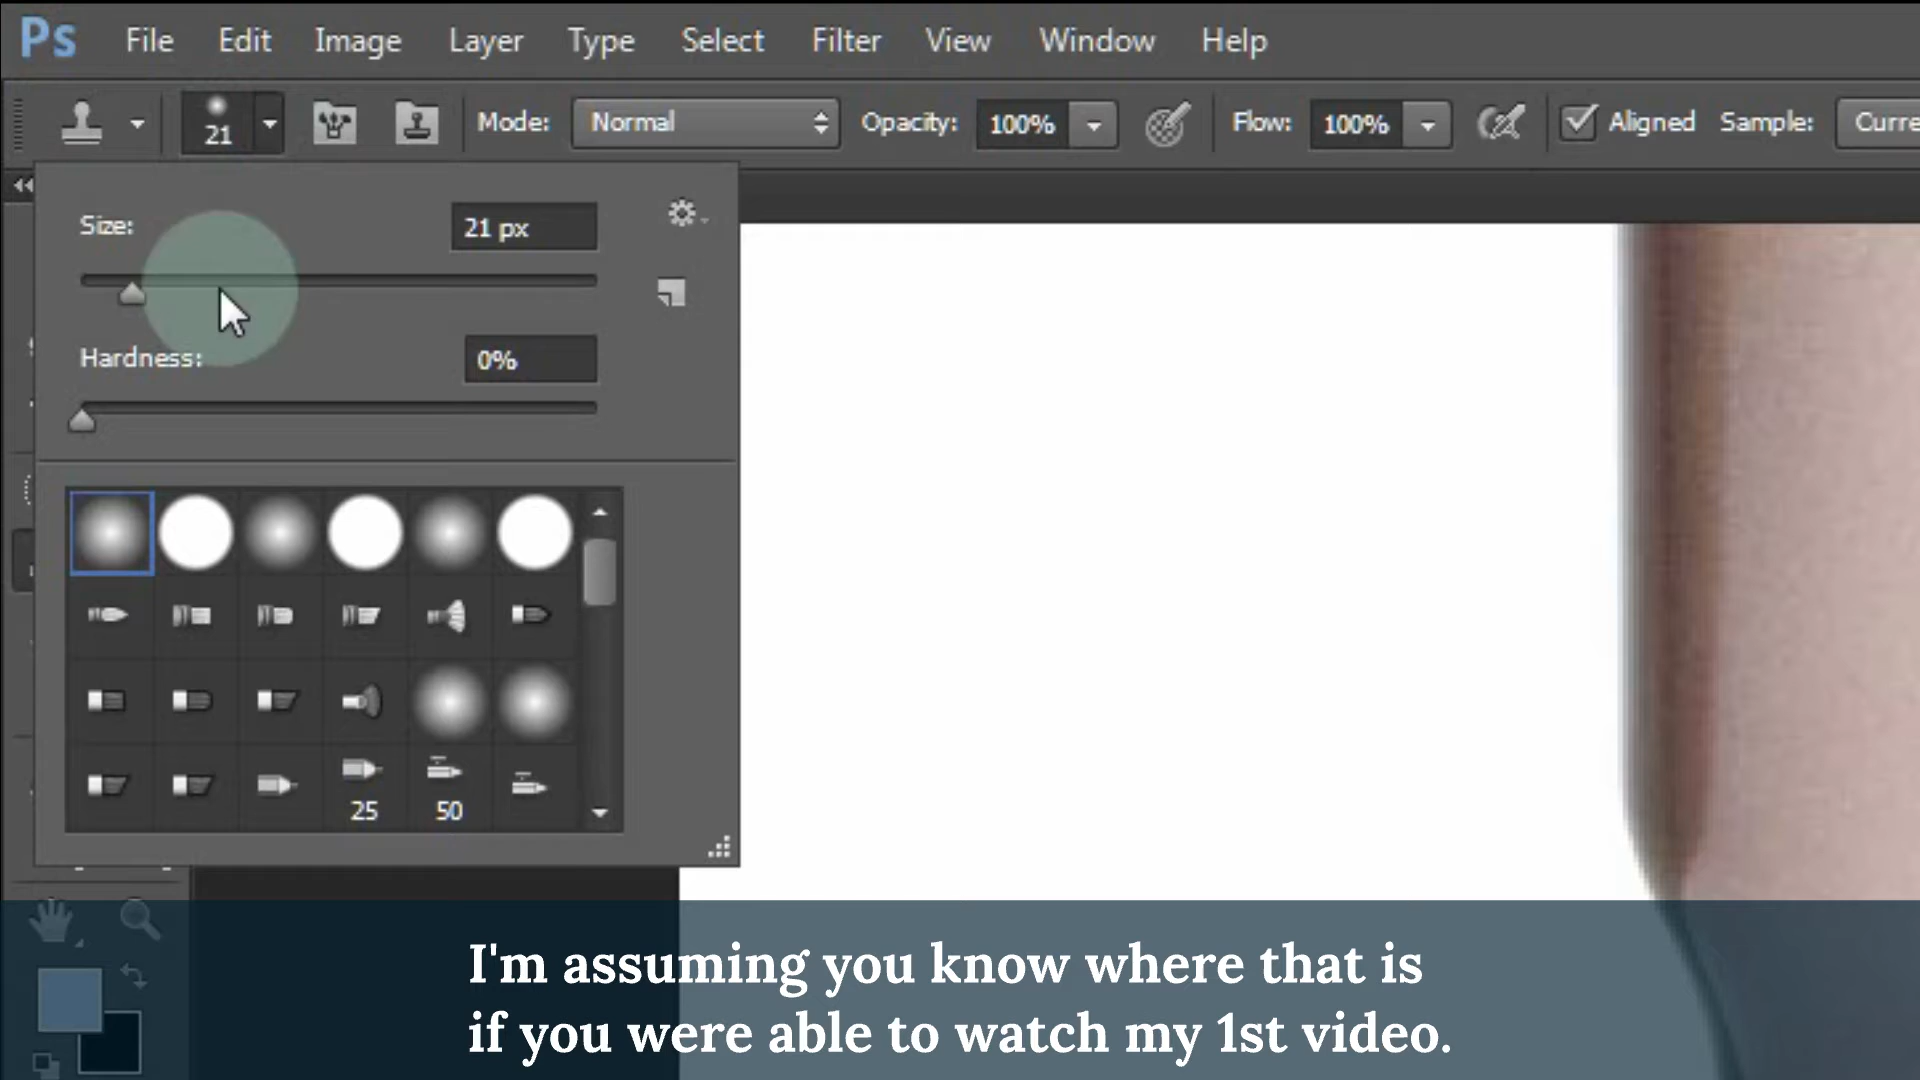 Ps File Edit Image Layer Type Select Filter View Window Help
21 Mode: Normal Opacity: 100% Flow: 100% Aligned Sample: Curre
Size: 21 px
Hardness: 0%
25 50
I'm assuming you know where that is
if you were able to watch my 1st video.